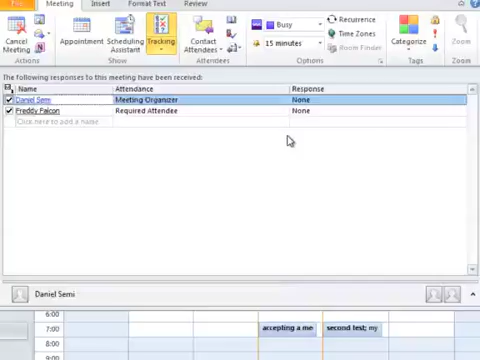 File Meeting Insert Format Text Review
Cancel Meeting
Appointment
Scheduling Assistant
Tracking
Contact Attendees
Busy
15 minutes
Recurrence
Time Zones
Room Finder
Categorize
Zoom
Actions Show Attendees Options Tags Zoom
The following responses to this meeting have been received:
Name Attendance Response
Daniel Semi Meeting Organizer None
Freddy Falcon Required Attendee None
Click here to add a name
Daniel Semi
6:00
7:00 accepting a me second test; my
8:00